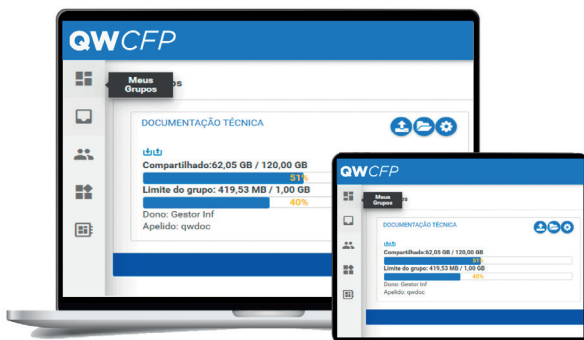 QWCFP
Meus
Grupos
os
DOCUMENTAÇÃO TÉCNICA
Compartilhado:62,05 GB / 120,00 GB
51%
Limite do grupo: 419,53 MB / 1,00 GB
40%
Dono: Gestor Inf
Apelido: qwdoc
QWCFP
Meus
Grupos
os
DOCUMENTAÇÃO TÉCNICA
Compartilhado:62,05 GB / 120,00 GB
51%
Limite do grupo: 419,53 MB / 1,00 GB
40%
Dono: Gestor Inf
Apelido: qwdoc